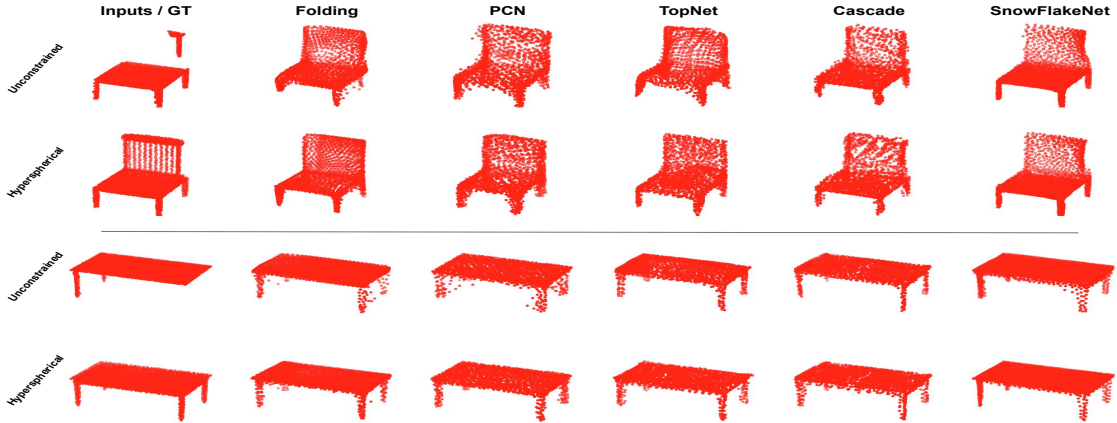 Inputs / GT Folding PCN TopNet Cascade SnowFlakeNet
Unconstrained
Hyperspherical
Unconstrained
Hyperspherical